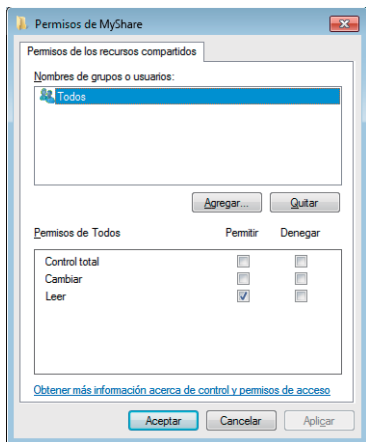 Permisos de MyShare
Permisos de los recursos compartidos
Nombres de grupos o usuarios:
Todos
Agregar... Quitar
Permisos de Todos Permitir Denegar
Control total
Cambiar
Leer
Obtener más información acerca de control y permisos de acceso
Aceptar Cancelar Aplicar